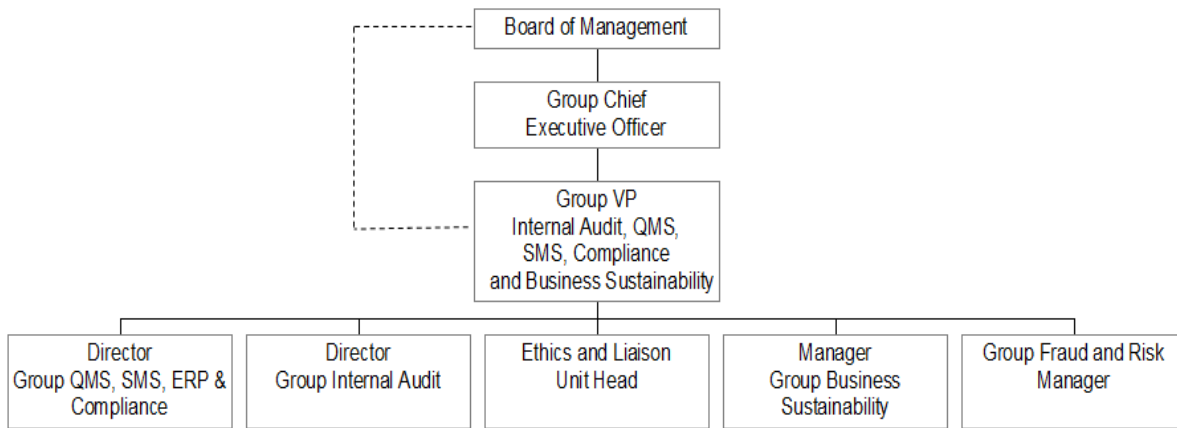 Board of Management
Group Chief
Executive Officer
Group VP
Internal Audit, QMS,
SMS, Compliance
and Business Sustainability
Director
Group QMS, SMS, ERP &
Compliance
Director
Group Internal Audit
Ethics and Liaison
Unit Head
Manager
Group Business
Sustainability
Group Fraud and Risk
Manager